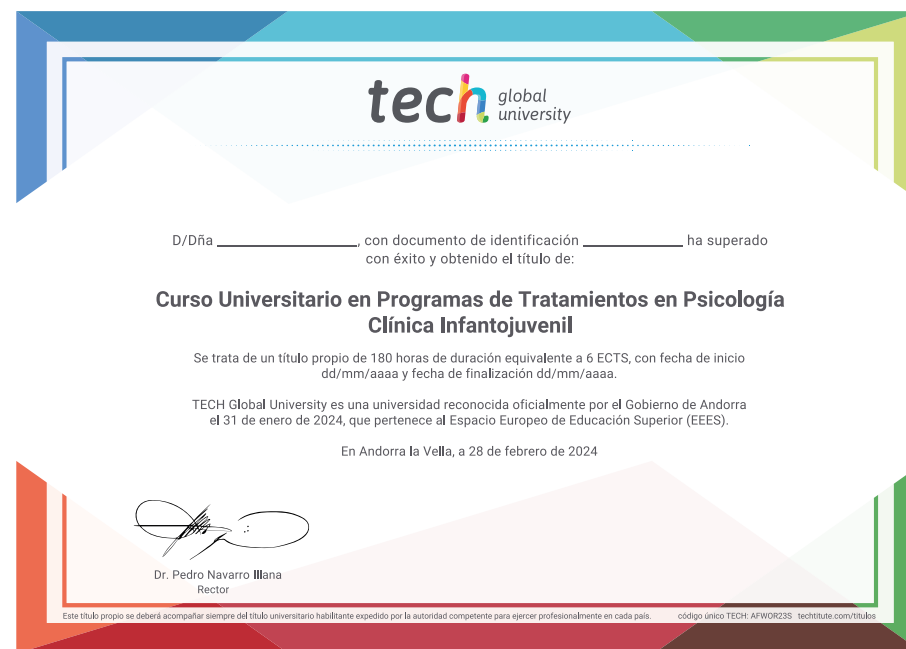 tech global university
D/Dña ____________________, con documento de identificación ______________ ha superado
con éxito y obtenido el título de:
Curso Universitario en Programas de Tratamientos en Psicología
Clínica Infantojuvenil
Se trata de un título propio de 180 horas de duración equivalente a 6 ECTS, con fecha de inicio
dd/mm/aaaa y fecha de finalización dd/mm/aaaa.
TECH Global University es una universidad reconocida oficialmente por el Gobierno de Andorra
el 31 de enero de 2024, que pertenece al Espacio Europeo de Educación Superior (EEES).
En Andorra la Vella, a 28 de febrero de 2024
Dr. Pedro Navarro Illana
Rector
Este título propio se deberá acompañar siempre del título universitario habilitante expedido por la autoridad competente para ejercer profesionalmente en cada país. código único TECH: AFWOR23S techtitute.com/titulos